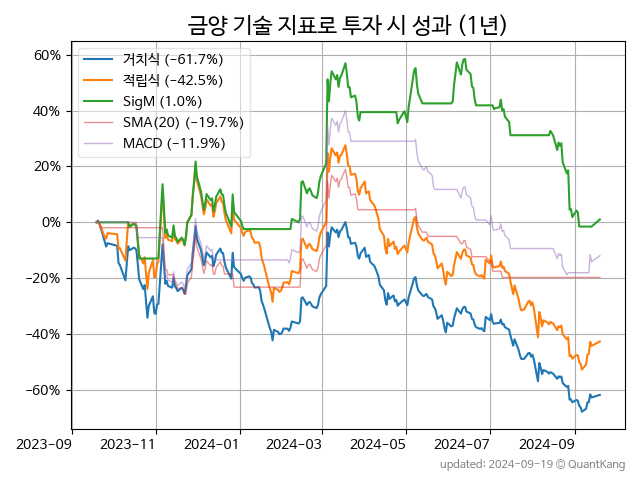 금양 기술 지표로 투자 시 성과 (1년)
60%
40%
20%
0%
−20%
−40%
−60%
거치식 (−61.7%)
적립식 (−42.5%)
SigM (1.0%)
SMA(20) (−19.7%)
MACD (−11.9%)
2023-09 2023-11 2024-01 2024-03 2024-05 2024-07 2024-09
updated: 2024-09-19 © QuantKang